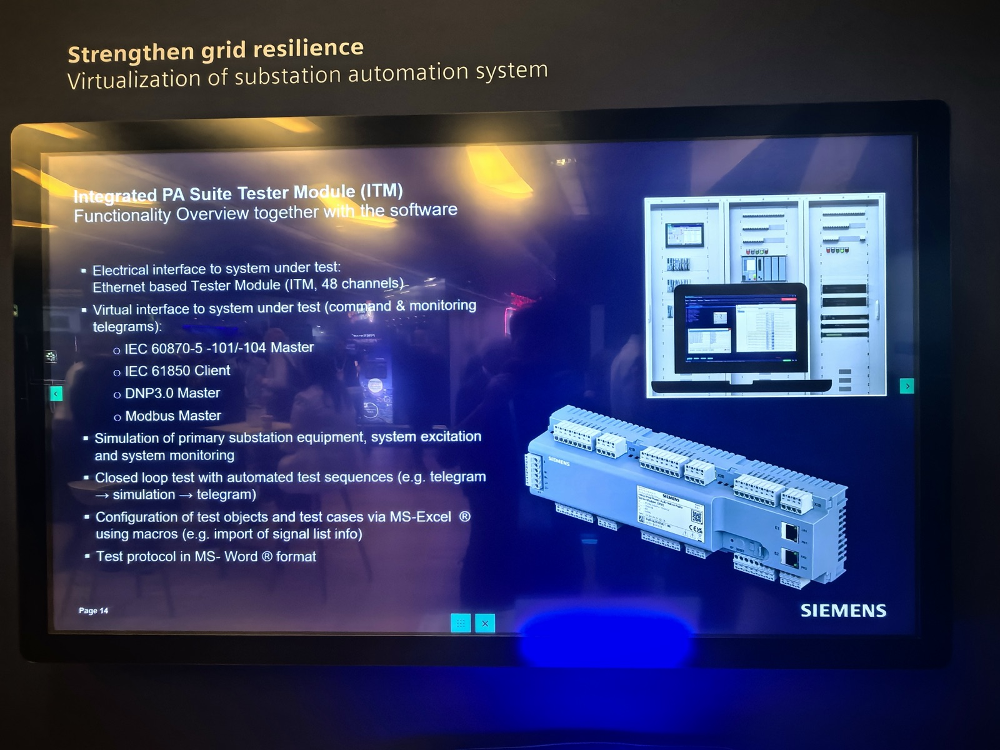 Strengthen grid resilience
Virtualization of substation automation system
Integrated PA Suite Tester Module (ITM)
Functionality Overview together with the software
▪ Electrical interface to system under test:
Ethernet based Tester Module (ITM, 48 channels)
▪ Virtual interface to system under test (command & monitoring
telegrams):
o IEC 60870-5 -101/-104 Master
o IEC 61850 Client
o DNP3.0 Master
o Modbus Master
▪ Simulation of primary substation equipment, system excitation
and system monitoring
▪ Closed loop test with automated test sequences (e.g. telegram
→ simulation → telegram)
▪ Configuration of test objects and test cases via MS-Excel ®
using macros (e.g. import of signal list info)
▪ Test protocol in MS- Word ® format
SIEMENS
SIEMENS
Page 14
SIEMENS